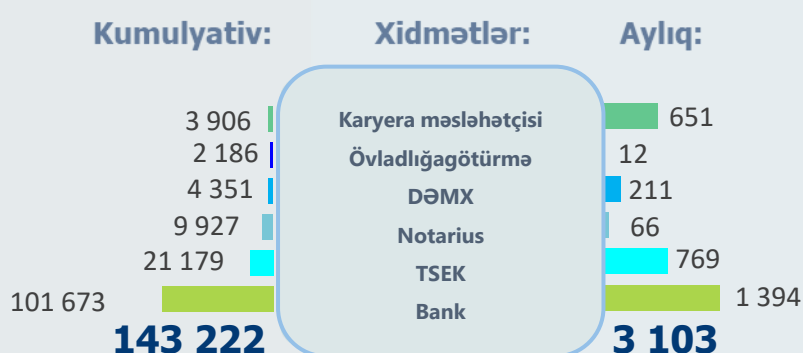 Kumulyativ: Xidmətlər: Aylıq:
3 906 Karyera məsləhətçisi 651
2 186 Övladlığagötürmə 12
4 351 DƏMX 211
9 927 Notarius 66
21 179 TSEK 769
101 673 Bank 1 394
143 222 3 103